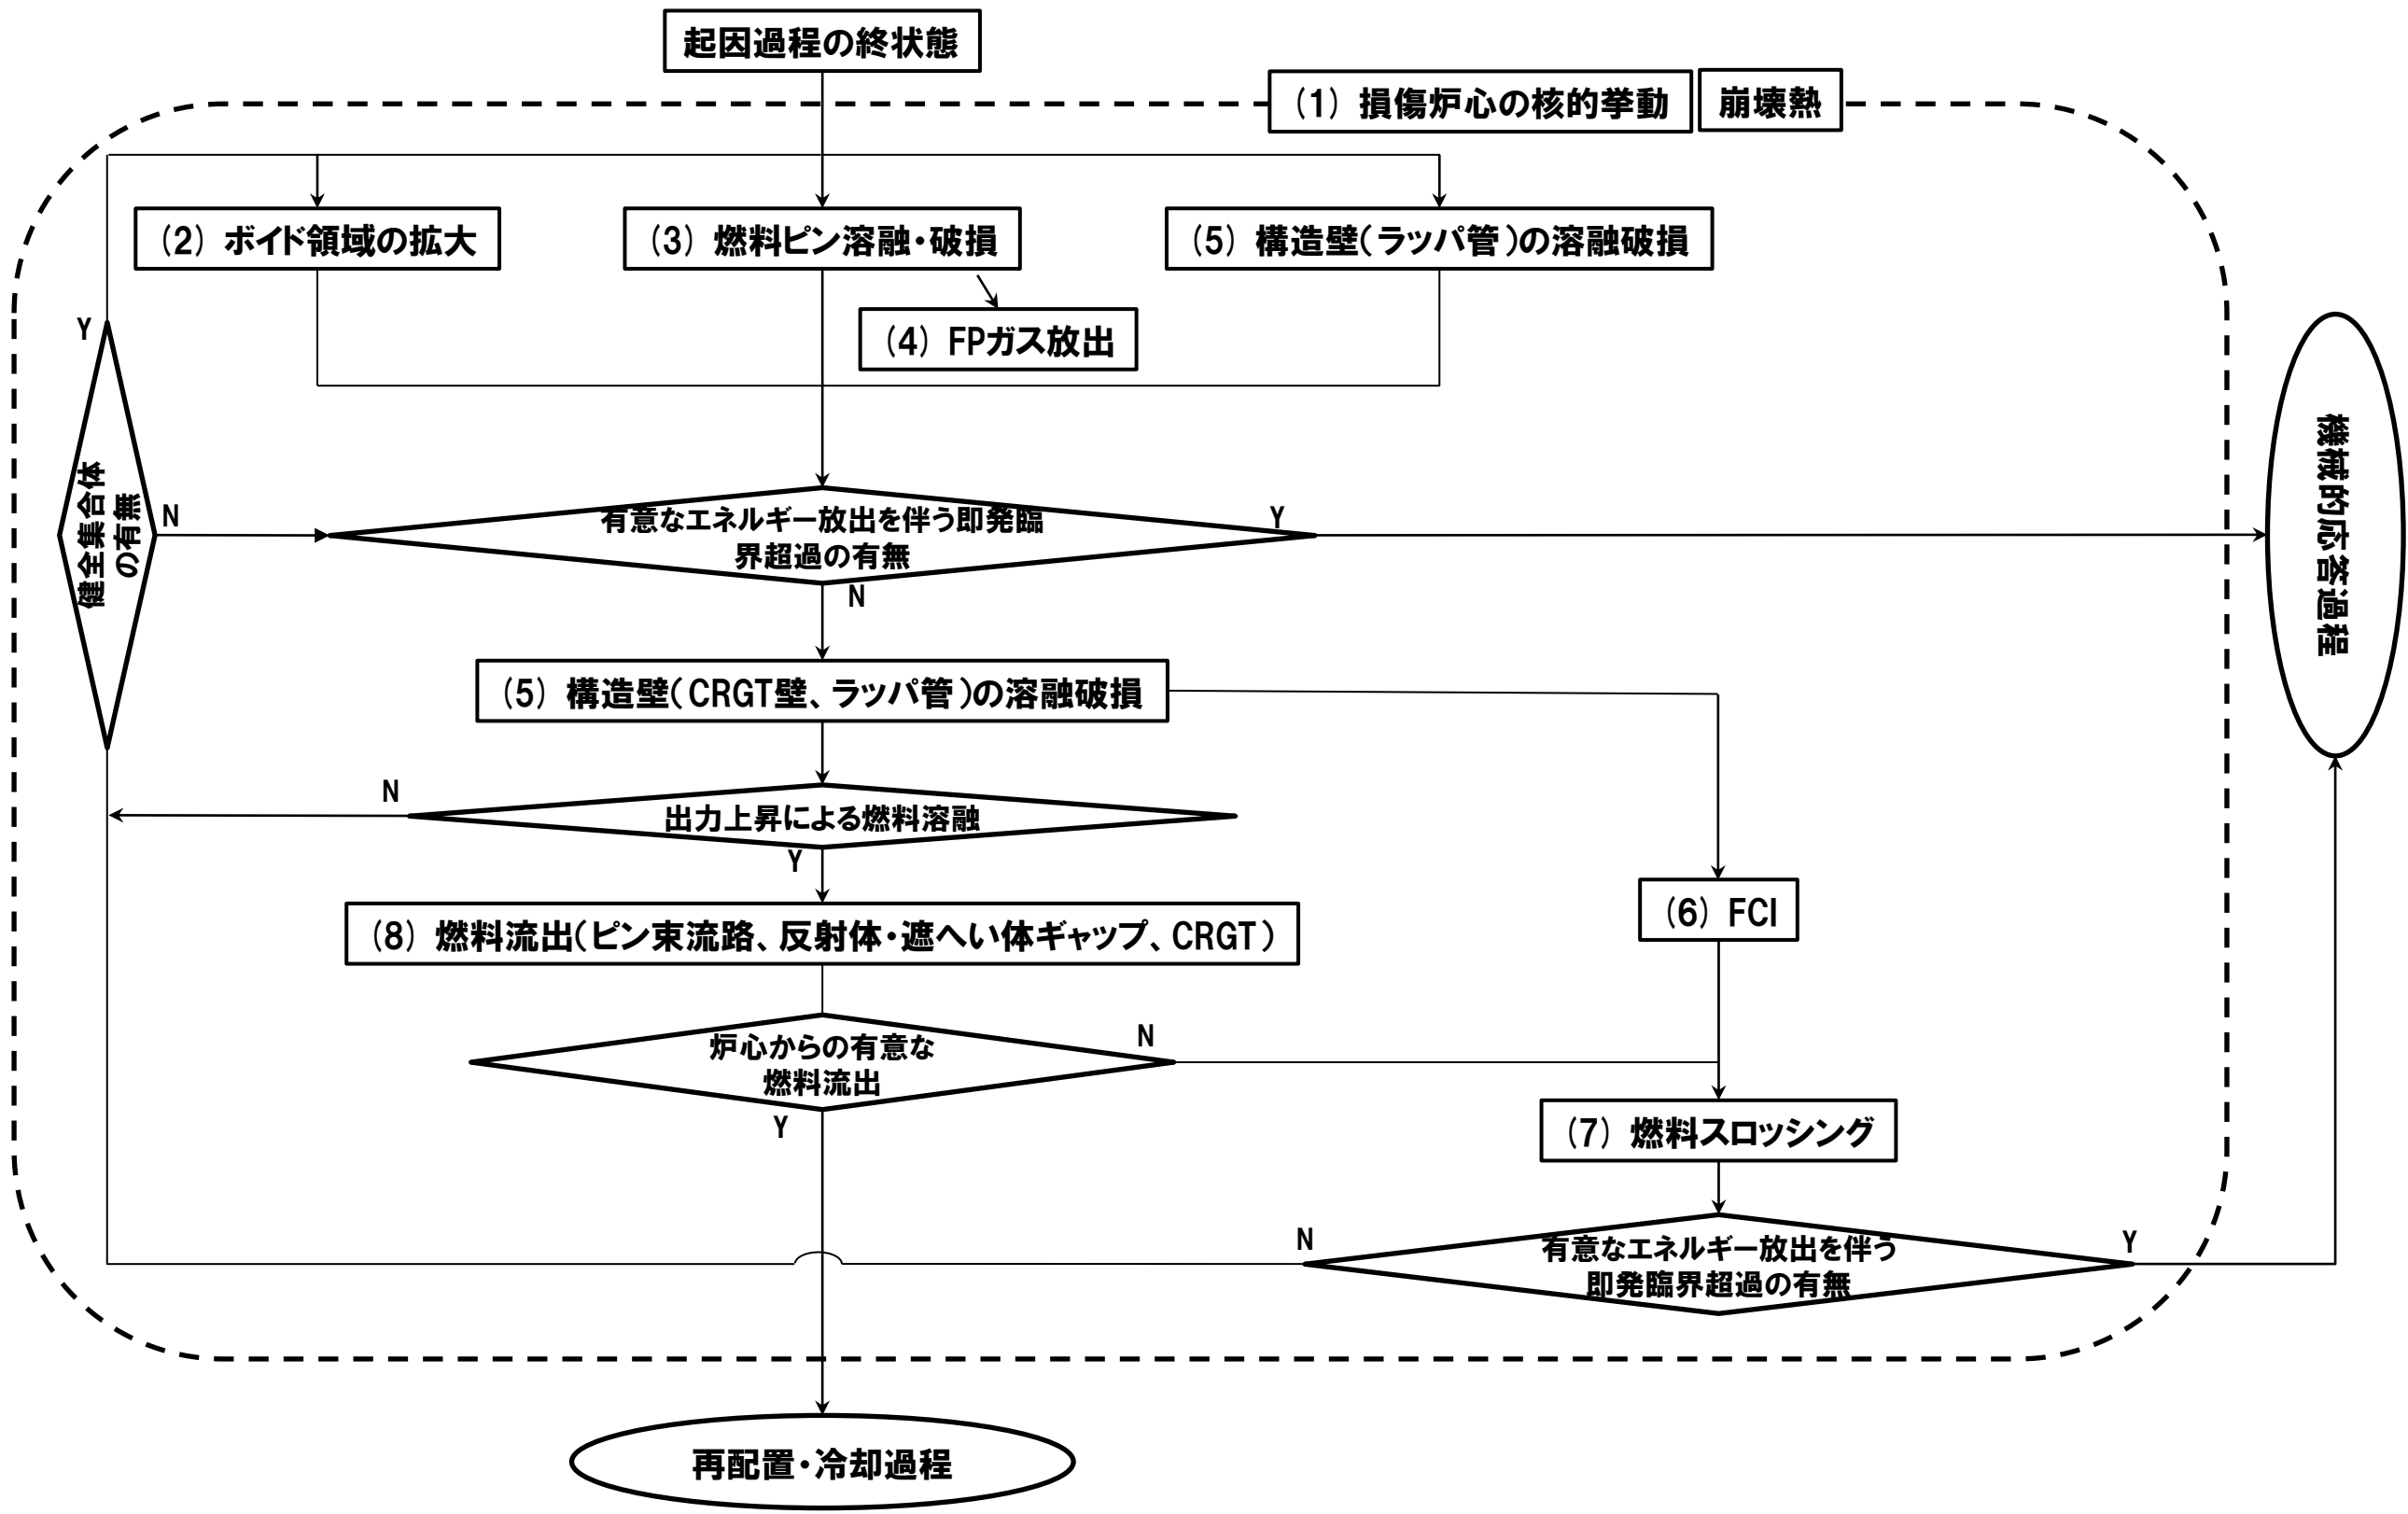 起因過程の終状態
(1) 損傷炉心の核的挙動
崩壊熱
(2) ボイド領域の拡大
(3) 燃料ピン溶融・破損
(5) 構造壁(ラッパ管)の溶融破損
(4) FPガス放出
Y
健全集合体
の有無
N
有意なエネルギー放出を伴う即発臨
界超過の有無
Y
N
機械的応答過程
(5) 構造壁(CRGT壁、ラッパ管)の溶融破損
N
出力上昇による燃料溶融
Y
(8) 燃料流出(ピン束流路、反射体・遮へい体ギャップ、CRGT)
(6) FCI
炉心からの有意な
燃料流出
N
Y
(7) 燃料スロッシング
N
有意なエネルギー放出を伴う
即発臨界超過の有無
Y
再配置・冷却過程